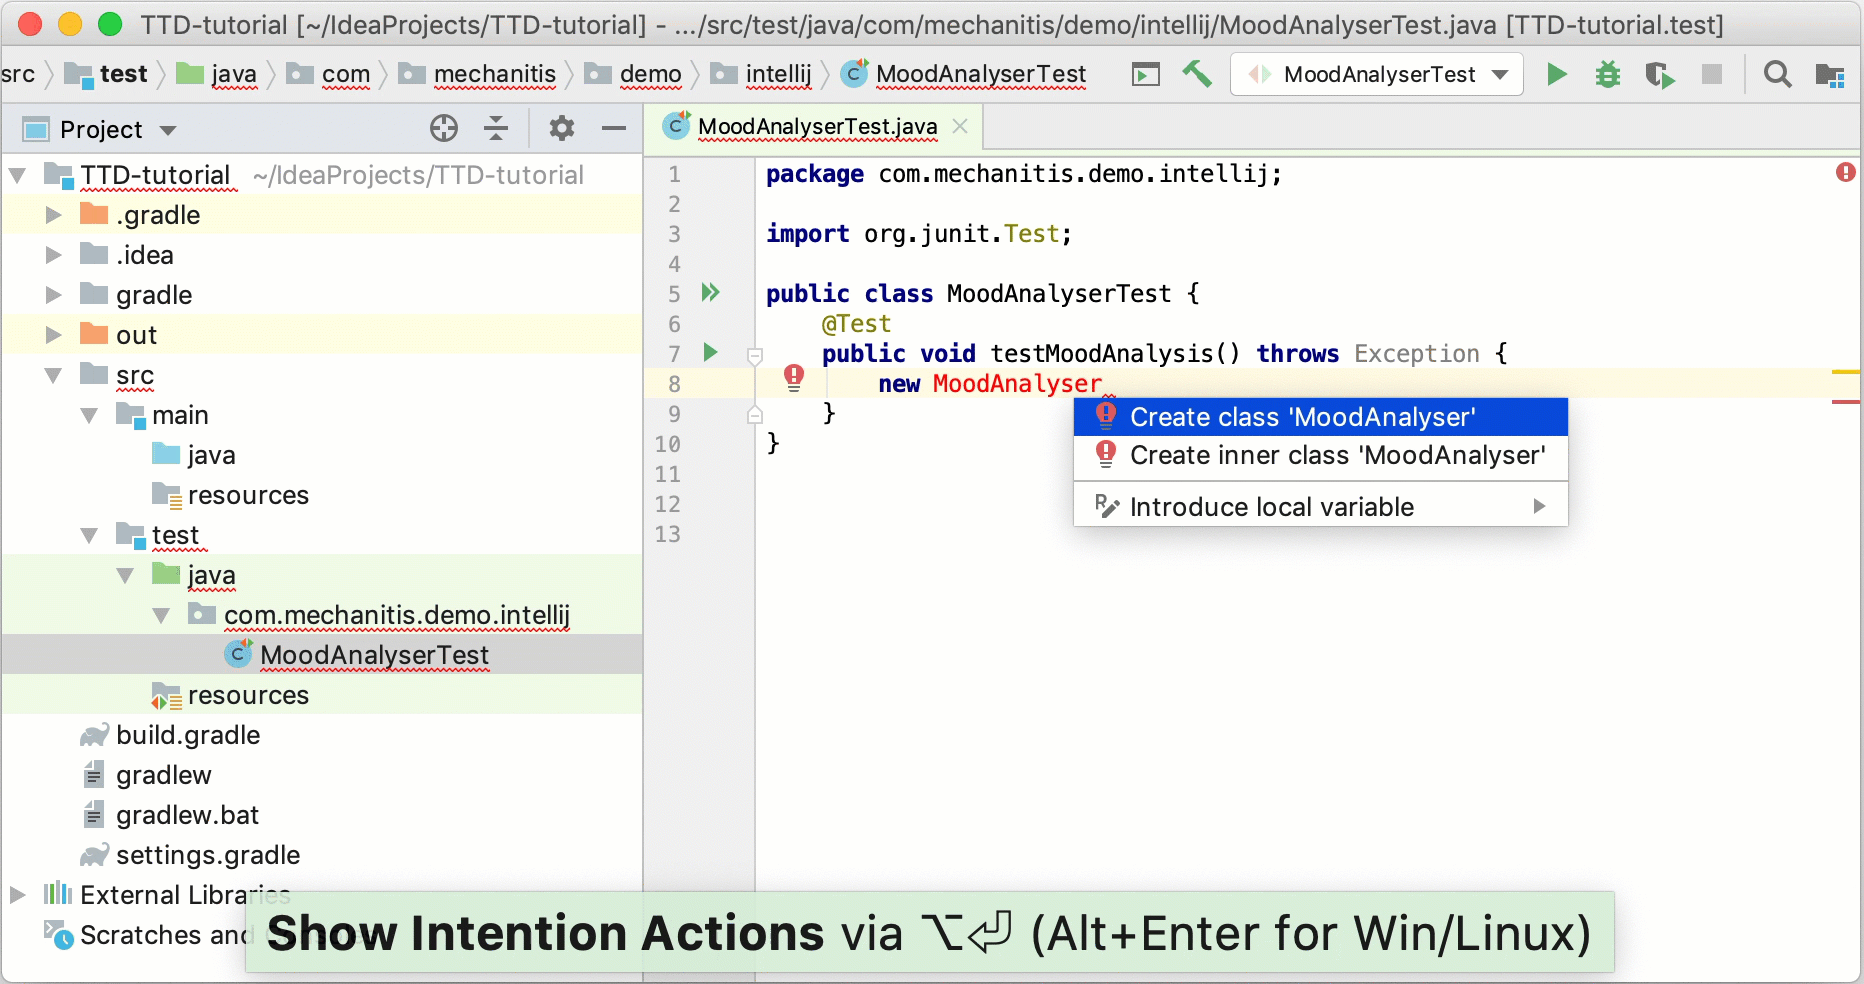 TTD-tutorial [~/IdeaProjects/TTD-tutorial] - .../src/test/java/com/mechanitis/demo/intellij/MoodAnalyserTest.java [TTD-tutorial.test]
src test java com mechanitis demo intellij MoodAnalyserTest MoodAnalyserTest
Project
MoodAnalyserTest.java
TTD-tutorial ~/IdeaProjects/TTD-tutorial
.gradle
.idea
gradle
out
src
main
java
resources
test
java
com.mechanitis.demo.intellij
MoodAnalyserTest
resources
build.gradle
gradlew
gradlew.bat
settings.gradle
External Libraries
Scratches and
1 package com.mechanitis.demo.intellij;
2
3 import org.junit.Test;
4
5 public class MoodAnalyserTest {
6 @Test
7 public void testMoodAnalysis() throws Exception {
8 new MoodAnalyser
9 }
10 }
11
12
13
Create class 'MoodAnalyser'
Create inner class 'MoodAnalyser'
Introduce local variable
Show Intention Actions via ⌥⏎ (Alt+Enter for Win/Linux)